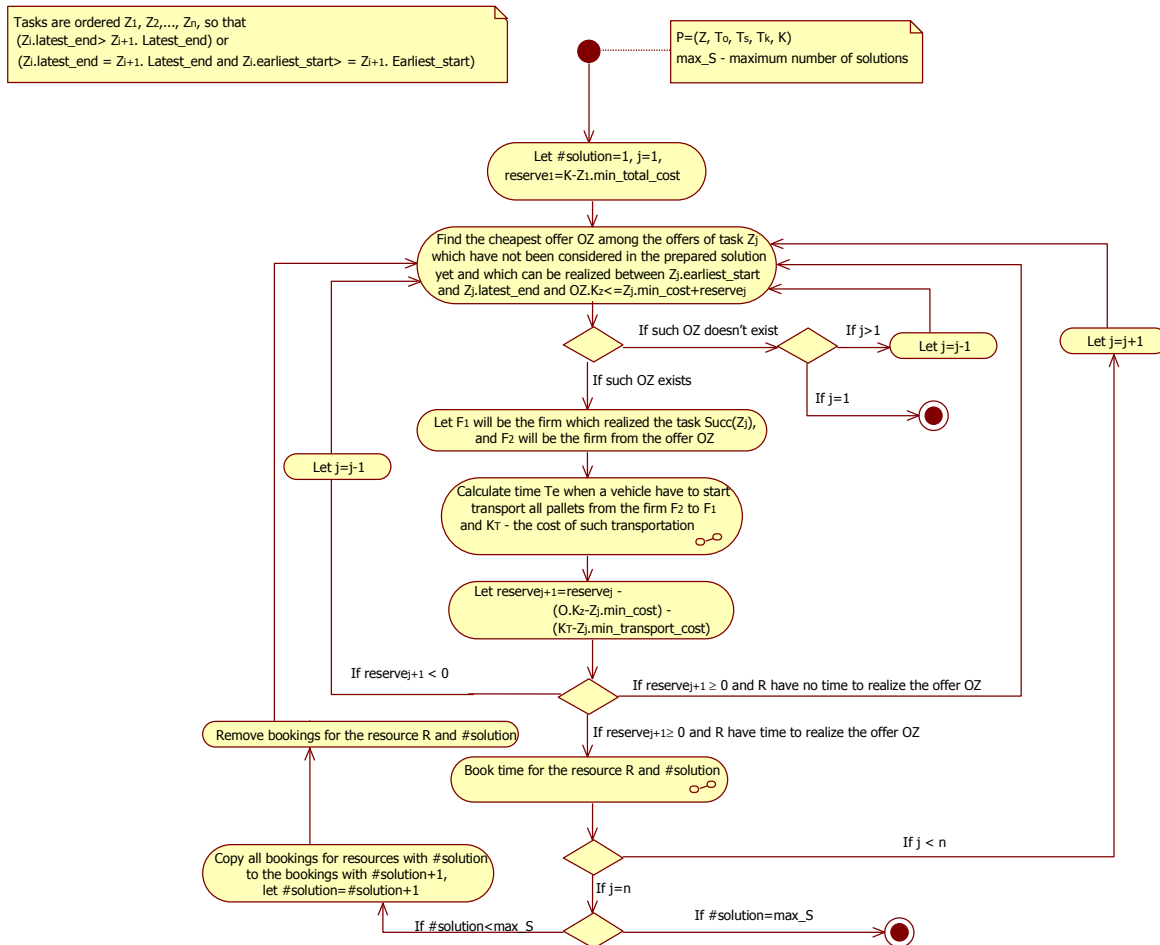 Tasks are ordered Z1, Z2,..., Zn, so that
(Zi.latest_end> Zi+1. Latest_end) or
(Zi.latest_end = Zi+1. Latest_end and Zi.earliest_start> = Zi+1. Earliest_start)
P=(Z, To, Ts, Tk, K)
max_S - maximum number of solutions
Let #solution=1, j=1,
reserve1=K-Z1.min_total_cost
Find the cheapest offer OZ among the offers of task Zj
which have not been considered in the prepared solution
yet and which can be realized between Zj.earliest_start
and Zj.latest_end and OZ.Kz<=Zj.min_cost+reservej
If such OZ doesn't exist
If j>1
Let j=j-1
Let j=j+1
If such OZ exists
If j=1
Let F1 will be the firm which realized the task Succ(Zj),
and F2 will be the firm from the offer OZ
Let j=j-1
Calculate time Te when a vehicle have to start
transport all pallets from the firm F2 to F1
and KT - the cost of such transportation
Let reservej+1=reservej -
(O.Kz-Zj.min_cost) -
(KT-Zj.min_transport_cost)
If reservej+1 < 0
If reservej+1 ≥ 0 and R have no time to realize the offer OZ
Remove bookings for the resource R and #solution
If reservej+1≥ 0 and R have time to realize the offer OZ
Book time for the resource R and #solution
If j < n
Copy all bookings for resources with #solution
to the bookings with #solution+1,
let #solution=#solution+1
If j=n
If #solution<max_S
If #solution=max_S